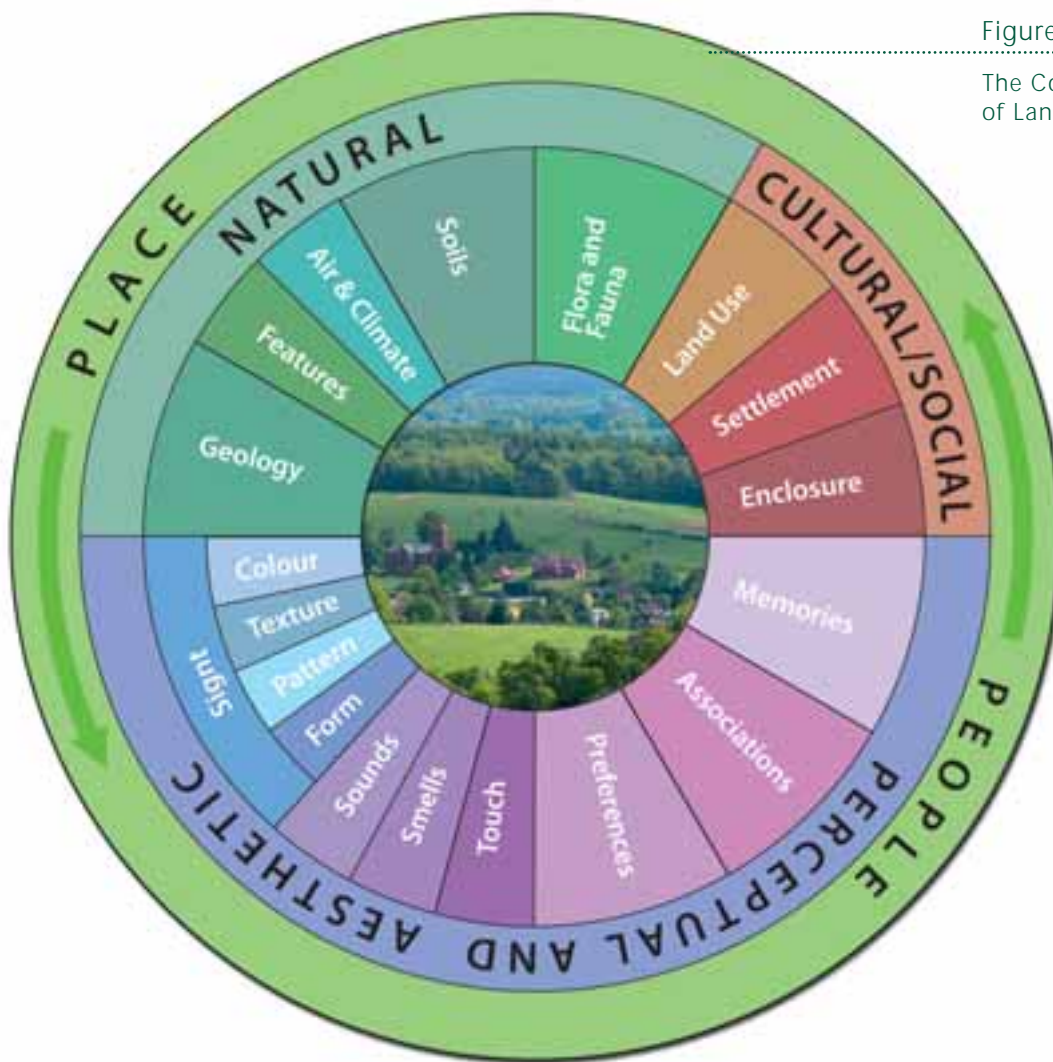 Figure
The Co
of Lan
PLACE
NATURAL
CULTURAL/SOCIAL
Geology
Features
Air & Climate
Soils
Flora and
Fauna
Land Use
Settlement
Enclosure
Memories
Associations
Preferences
Touch
Smells
Sounds
Sight
Form
Pattern
Texture
Colour
PERCEPTUAL AND AESTHETIC
PEOPLE